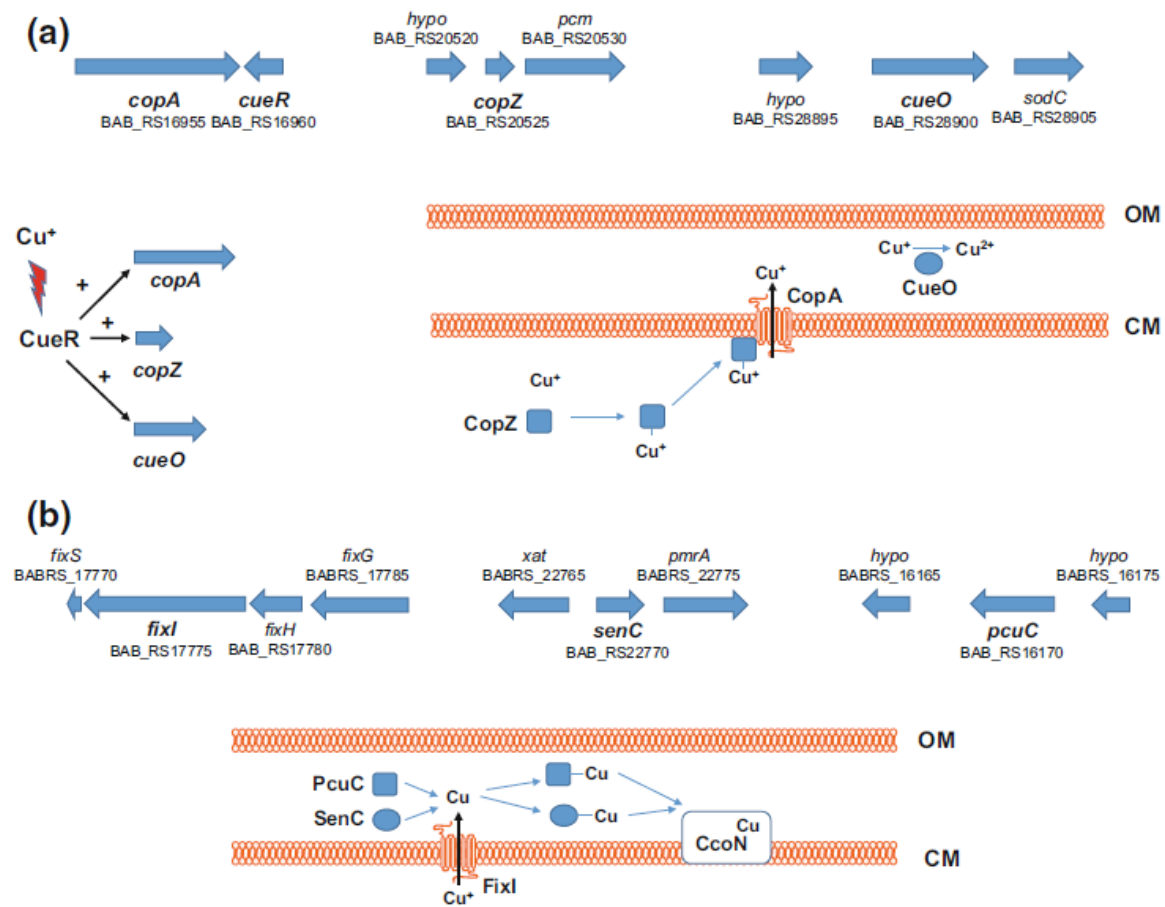 (a)
hypo
BAB_RS20520
pcm
BAB_RS20530
copA
BAB_RS16955
cueR
BAB_RS16960
copZ
BAB_RS20525
hypo
BAB_RS28895
cueO
BAB_RS28900
sodC
BAB_RS28905
Cu+
CueR
+
copA
+
copZ
+
cueO
OM
Cu+
Cu2+
CueO
Cu+
CopA
CM
Cu+
Cu+
CopZ
Cu+
(b)
fixS
BABRS_17770
fixG
BABRS_17785
xat
BABRS_22765
pmrA
BABRS_22775
hypo
BABRS_16165
hypo
BABRS_16175
fixI
BAB_RS17775
fixH
BAB_RS17780
senC
BAB_RS22770
pcuC
BAB_RS16170
OM
PcuC
SenC
Cu
Cu
Cu
Cu
CcoN
CM
FixI
Cu+